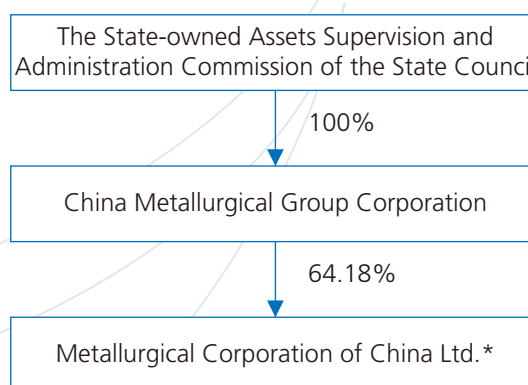 The State-owned Assets Supervision and
Administration Commission of the State Counci
100%
China Metallurgical Group Corporation
64.18%
Metallurgical Corporation of China Ltd.*